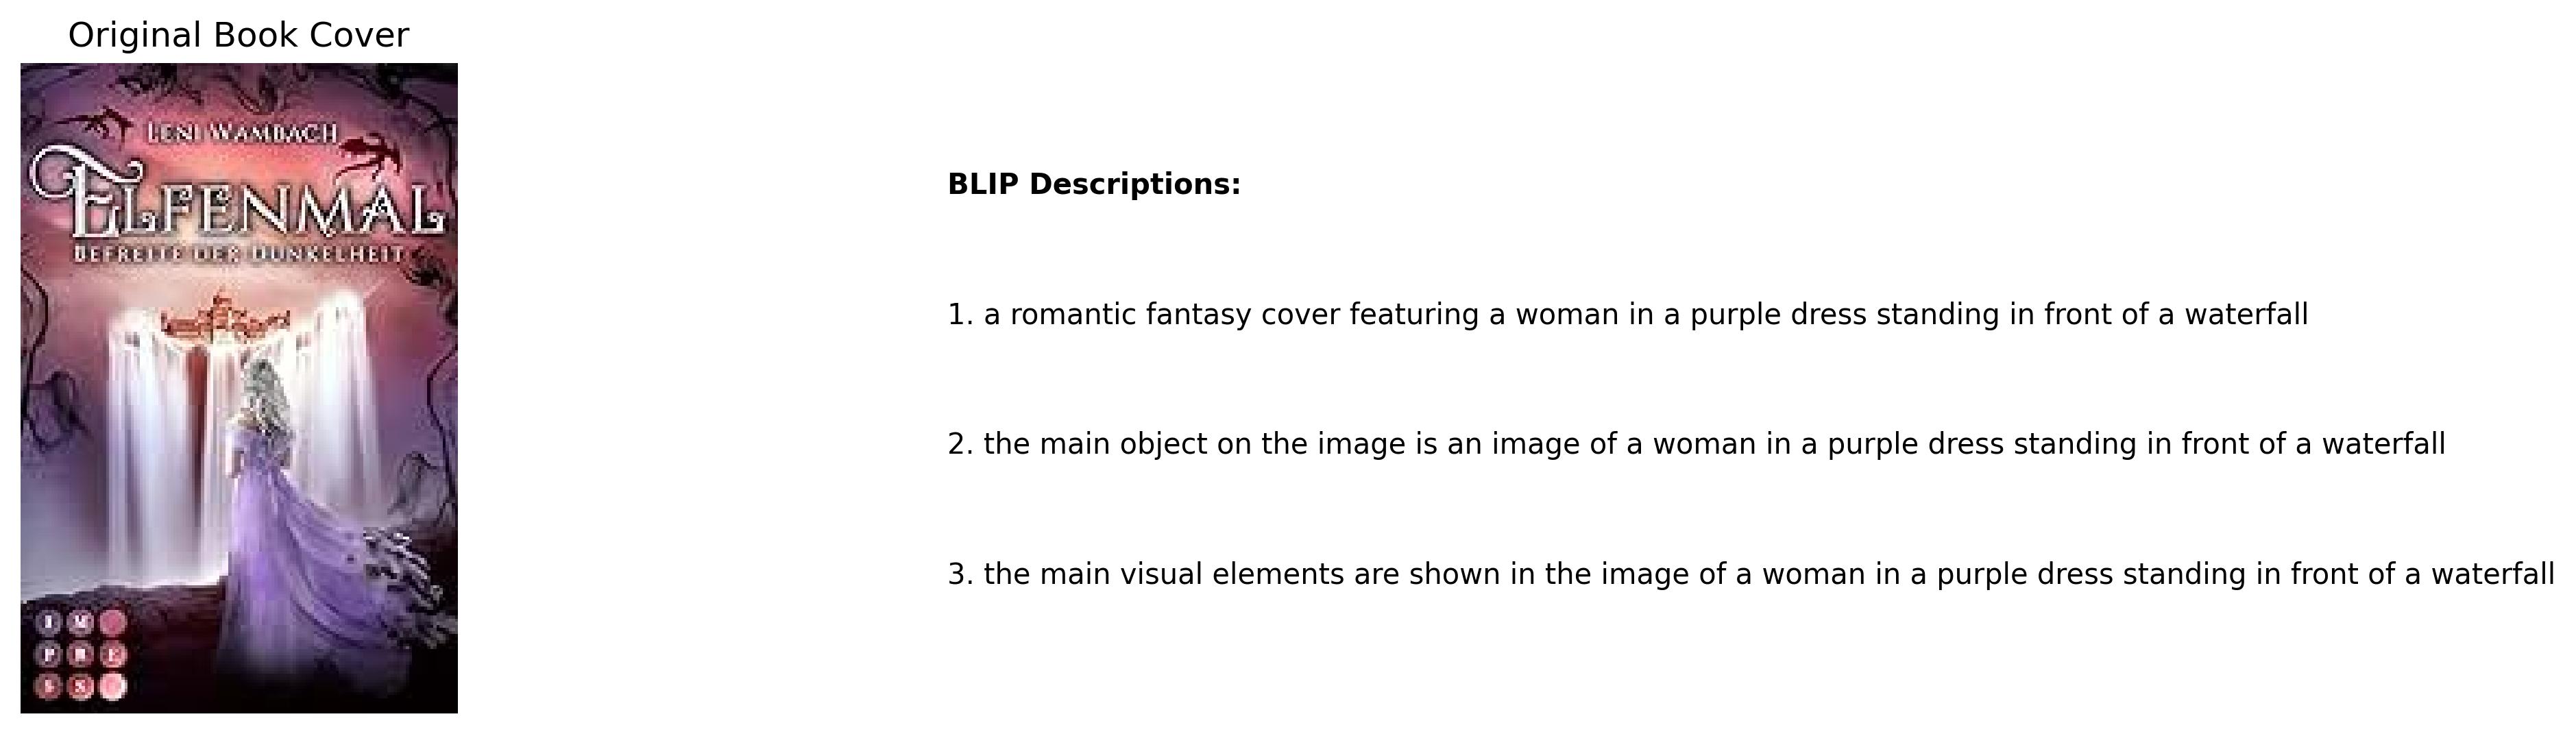 Original Book Cover
LENI WAMBACH
ELFENMAL
BEFREITE DER DUNKELHEIT
I M
P R E
S S
BLIP Descriptions:
1. a romantic fantasy cover featuring a woman in a purple dress standing in front of a waterfall
2. the main object on the image is an image of a woman in a purple dress standing in front of a waterfall
3. the main visual elements are shown in the image of a woman in a purple dress standing in front of a waterfall